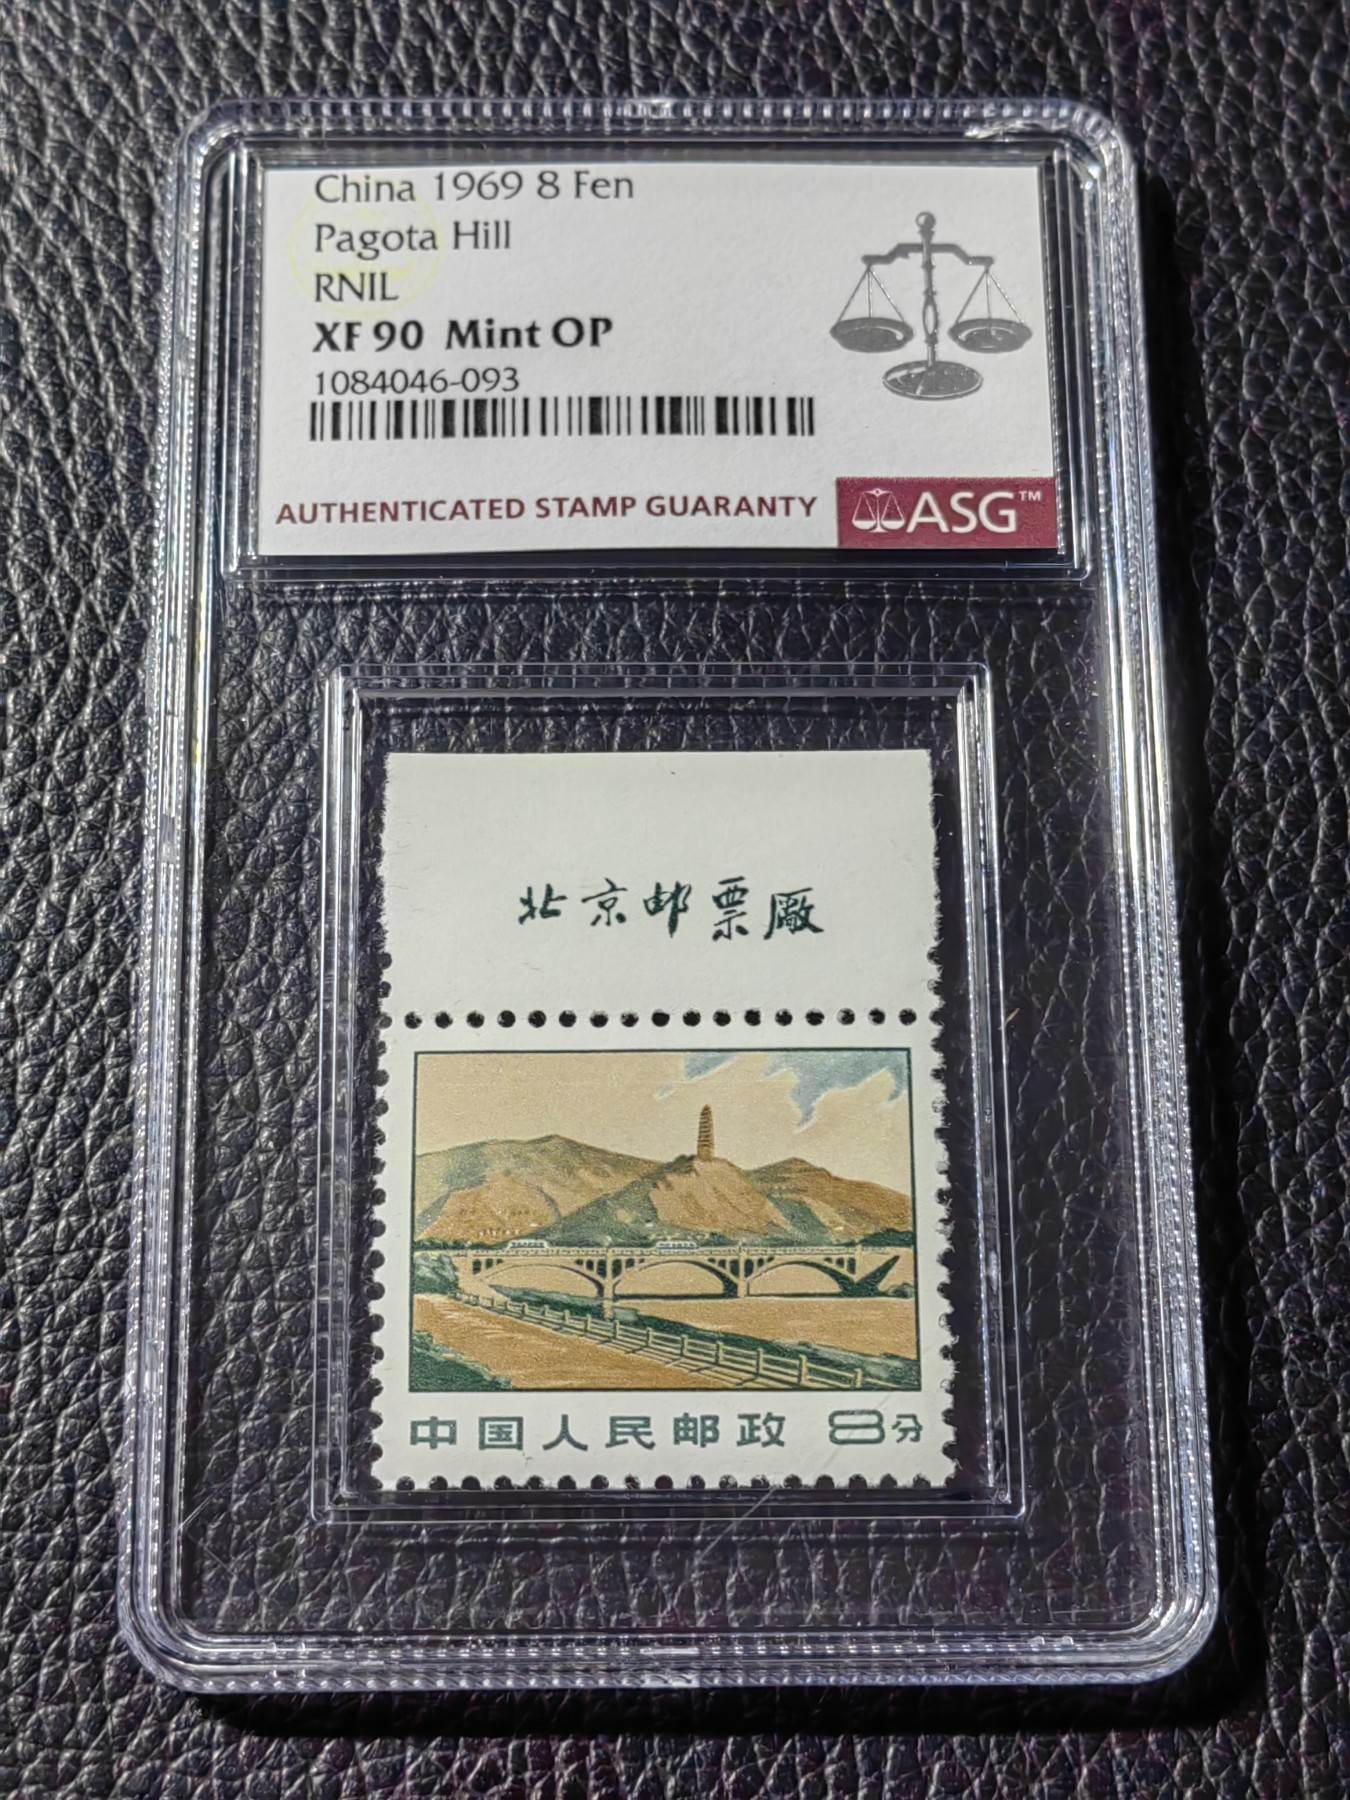 China 1969 8 Fen
Pagota Hill
RNIL
XF 90 Mint OP
1084046-093
AUTHENTICATED STAMP GUARANTY
ASG™
北京邮票廠
中国人民邮政 8分